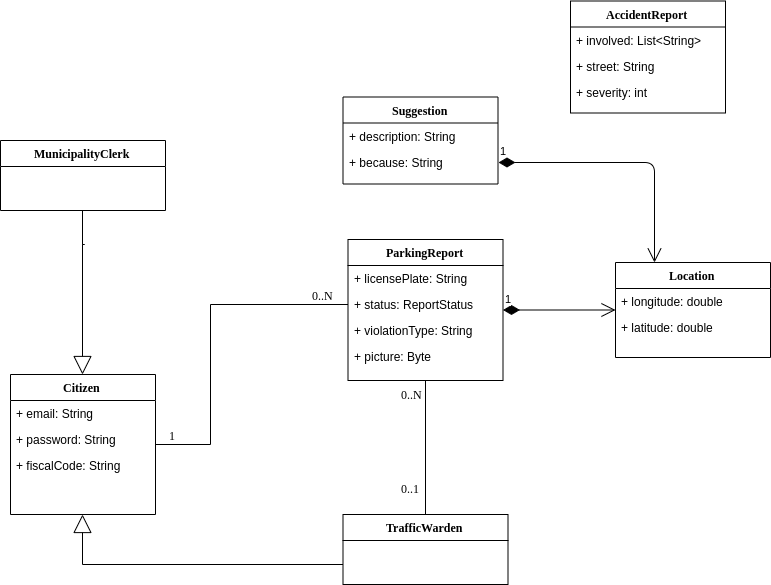 AccidentReport
+ involved: List<String>
+ street: String
+ severity: int
Suggestion
+ description: String
+ because: String
1
MunicipalityClerk
ParkingReport
+ licensePlate: String
+ status: ReportStatus
+ violationType: String
+ picture: Byte
0..N
1
Location
+ longitude: double
+ latitude: double
Citizen
+ email: String
+ password: String
+ fiscalCode: String
1
0..N
0..1
TrafficWarden